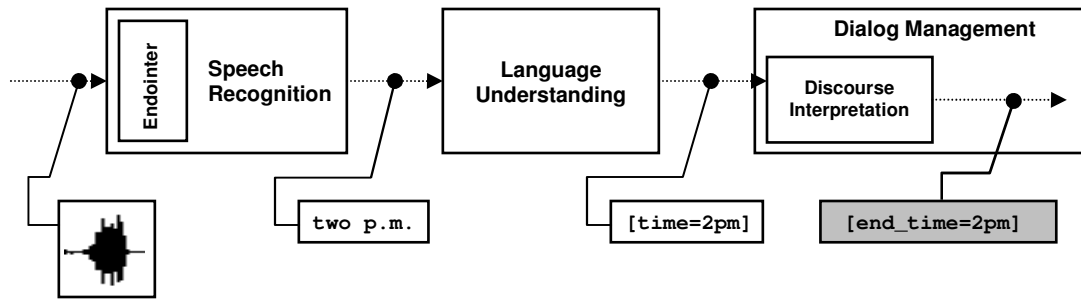 Endointer
Speech
Recognition
Language
Understanding
Dialog Management
Discourse
Interpretation
two p.m.
[time=2pm]
[end_time=2pm]